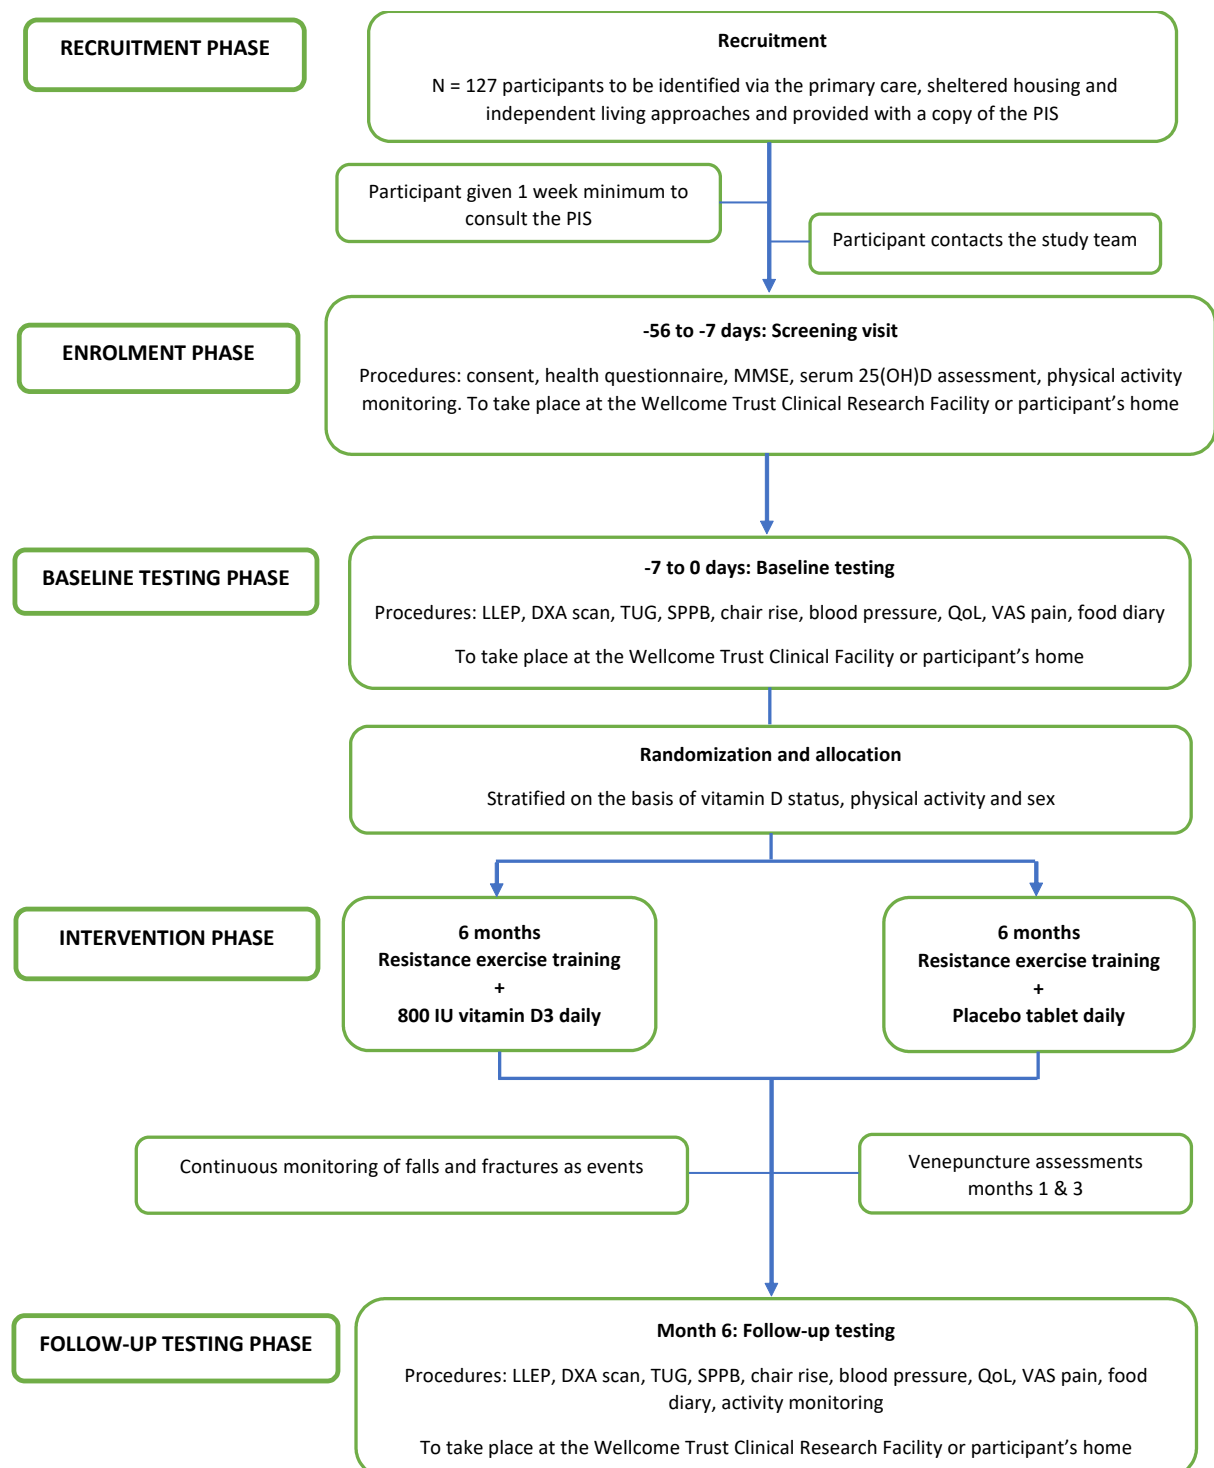 RECRUITMENT PHASE
Recruitment
N = 127 participants to be identified via the primary care, sheltered housing and
independent living approaches and provided with a copy of the PIS
Participant given 1 week minimum to
consult the PIS
Participant contacts the study team
ENROLMENT PHASE
-56 to -7 days: Screening visit
Procedures: consent, health questionnaire, MMSE, serum 25(OH)D assessment, physical activity
monitoring. To take place at the Wellcome Trust Clinical Research Facility or participant’s home
BASELINE TESTING PHASE
-7 to 0 days: Baseline testing
Procedures: LLEP, DXA scan, TUG, SPPB, chair rise, blood pressure, QoL, VAS pain, food diary
To take place at the Wellcome Trust Clinical Facility or participant’s home
Randomization and allocation
Stratified on the basis of vitamin D status, physical activity and sex
INTERVENTION PHASE
6 months
Resistance exercise training
+
800 IU vitamin D3 daily
6 months
Resistance exercise training
+
Placebo tablet daily
Continuous monitoring of falls and fractures as events
Venepuncture assessments
months 1 & 3
FOLLOW-UP TESTING PHASE
Month 6: Follow-up testing
Procedures: LLEP, DXA scan, TUG, SPPB, chair rise, blood pressure, QoL, VAS pain, food
diary, activity monitoring
To take place at the Wellcome Trust Clinical Research Facility or participant’s home